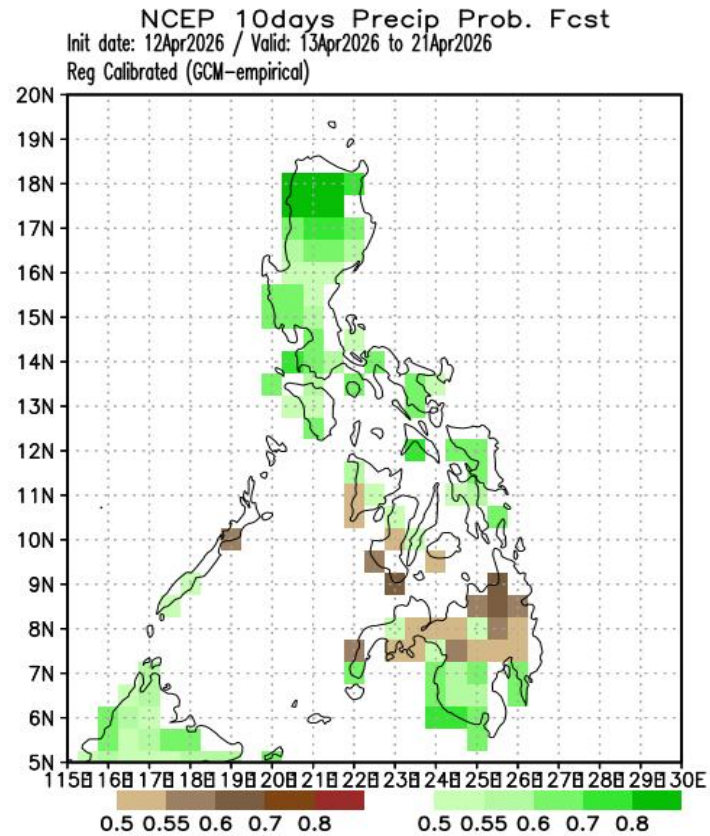 NCEP 10days Precip Prob. Fcst
Init date: 12Apr2026 / Valid: 13Apr2026 to 21Apr2026
Reg Calibrated (GCM-empirical)
20N
19N
18N
17N
16N
15N
14N
13N
12N
11N
10N
9N
8N
7N
6N
5N
115E 116E 117E 118E 119E 120E 121E 122E 123E 124E 125E 126E 127E 128E 129E 130E
0.5 0.55 0.6 0.7 0.8 0.5 0.55 0.6 0.7 0.8